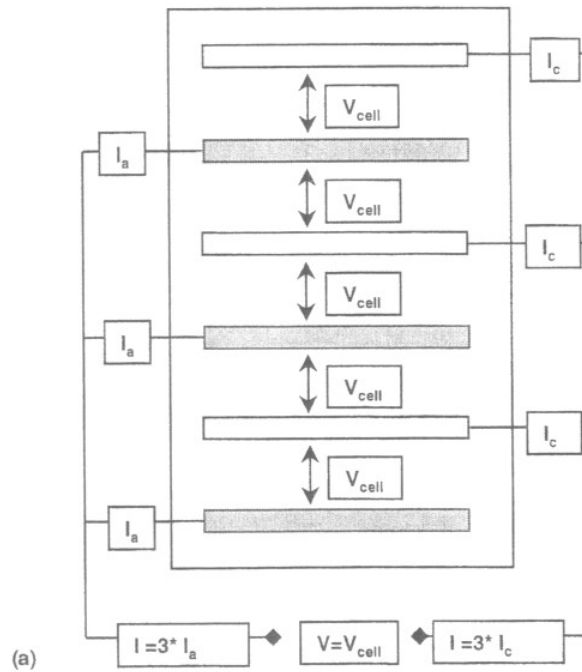 I_c
V_cell
I_a
V_cell
I_c
V_cell
I_a
V_cell
I_c
V_cell
I_a
(a) I =3* I_a V=V_cell I =3* I_c